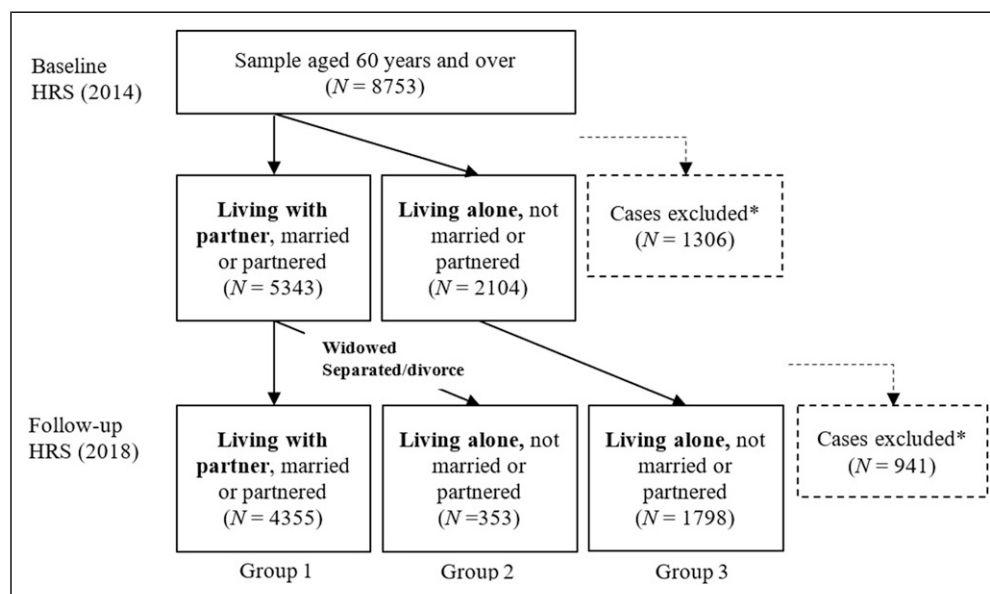 Baseline
HRS (2014)
Sample aged 60 years and over
(N = 8753)
Living with
partner, married
or partnered
(N = 5343)
Living alone, not
married or
partnered
(N = 2104)
Cases excluded*
(N = 1306)
Widowed
Separated/divorce
Follow-up
HRS (2018)
Living with
partner, married
or partnered
(N = 4355)
Living alone, not
married or
partnered
(N =353)
Living alone, not
married or
partnered
(N = 1798)
Cases excluded*
(N = 941)
Group 1
Group 2
Group 3